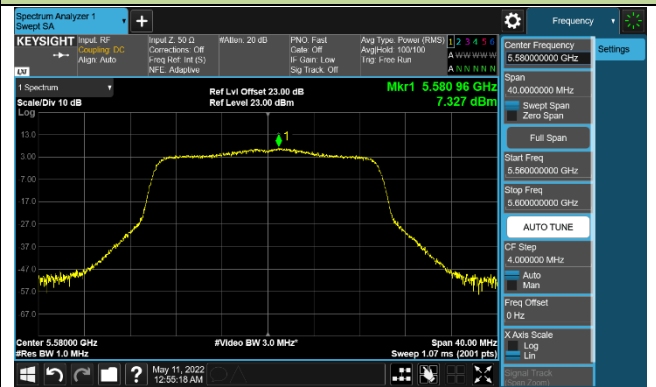 Spectrum Analyzer 1
Swept SA
Frequency
KEYSIGHT
Input: RF
Coupling: DC
Align: Auto
Input Z: 50 Ω
Corrections: Off
Freq Ref: Int (S)
NFE: Adaptive
#Atten: 20 dB
PNO: Fast
Gate: Off
IF Gain: Low
Sig Track: Off
Avg Type: Power (RMS)
Avg|Hold: 100/100
Trig: Free Run
1 2 3 4 5 6
A W W W W W
A N N N N N
LXI
1 Spectrum
Scale/Div 10 dB
Log
Ref Lvl Offset 23.00 dB
Ref Level 23.00 dBm
Mkr1 5.580 96 GHz
7.327 dBm
1
13.0
3.00
-7.00
-17.0
-27.0
-37.0
-47.0
-57.0
-67.0
Center 5.58000 GHz
#Res BW 1.0 MHz
#Video BW 3.0 MHz*
Span 40.00 MHz
Sweep 1.07 ms (2001 pts)
May 11, 2022
12:55:18 AM
Center Frequency
5.580000000 GHz
Settings
Span
40.0000000 MHz
Swept Span
Zero Span
Full Span
Start Freq
5.560000000 GHz
Stop Freq
5.600000000 GHz
AUTO TUNE
CF Step
4.000000 MHz
Auto
Man
Freq Offset
0 Hz
X Axis Scale
Log
Lin
Signal Track
(Span Zoom)